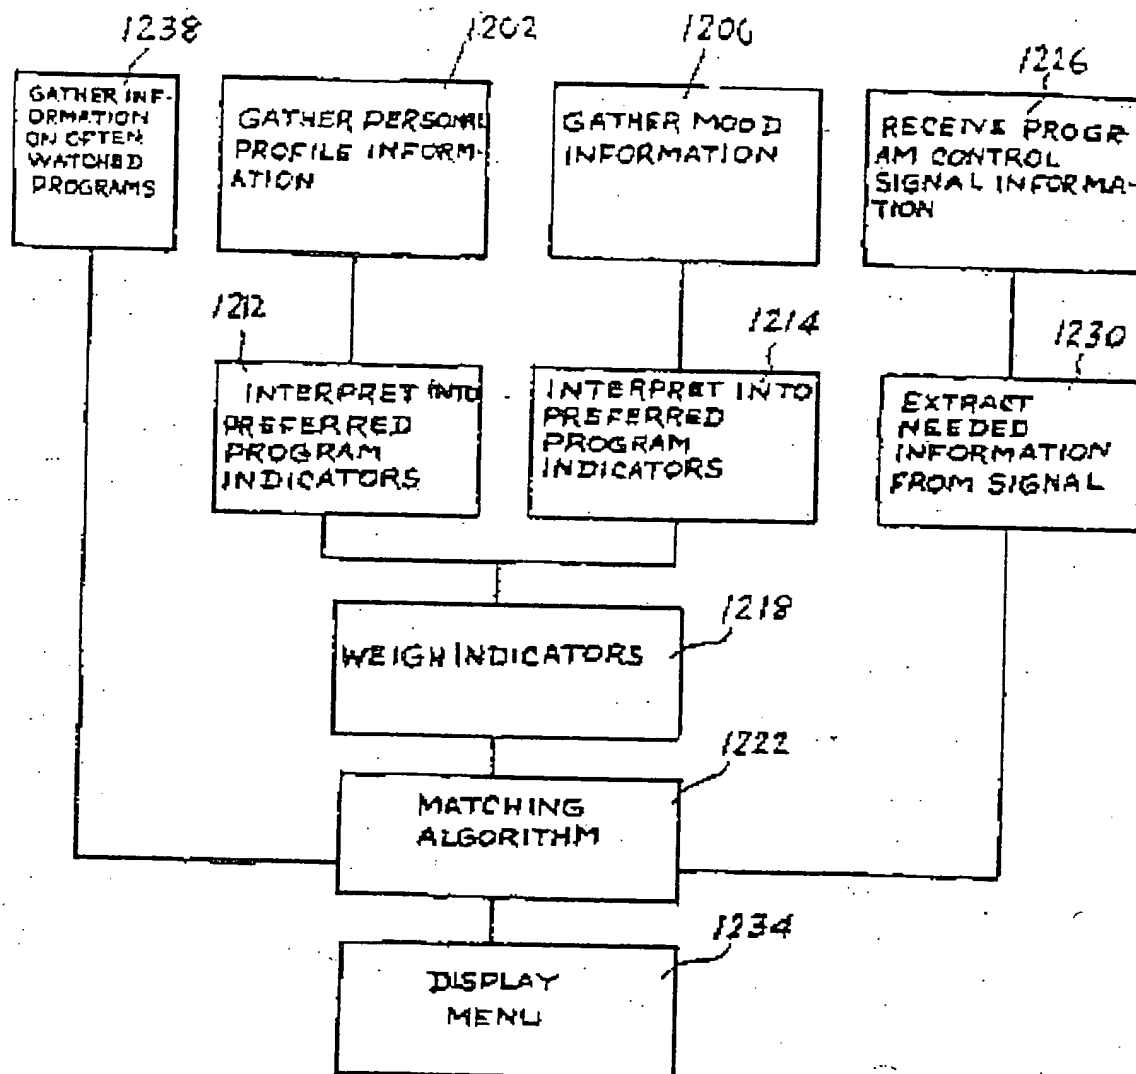 1238
1202
1206
1226
GATHER INF-
ORMATION
ON OFTEN
WATCHED
PROGRAMS
GATHER PERSONAL
PROFILE INFORM-
ATION
GATHER MOOD
INFORMATION
RECEIVE PROGR-
AM CONTROL
SIGNAL INFORMA-
TION
1212
1214
1230
INTERPRET INTO
PREFERRED
PROGRAM
INDICATORS
INTERPRET INTO
PREFERRED
PROGRAM
INDICATORS
EXTRACT
NEEDED
INFORMATION
FROM SIGNAL
1218
WEIGH INDICATORS
1222
MATCHING
ALGORITHM
1234
DISPLAY
MENU